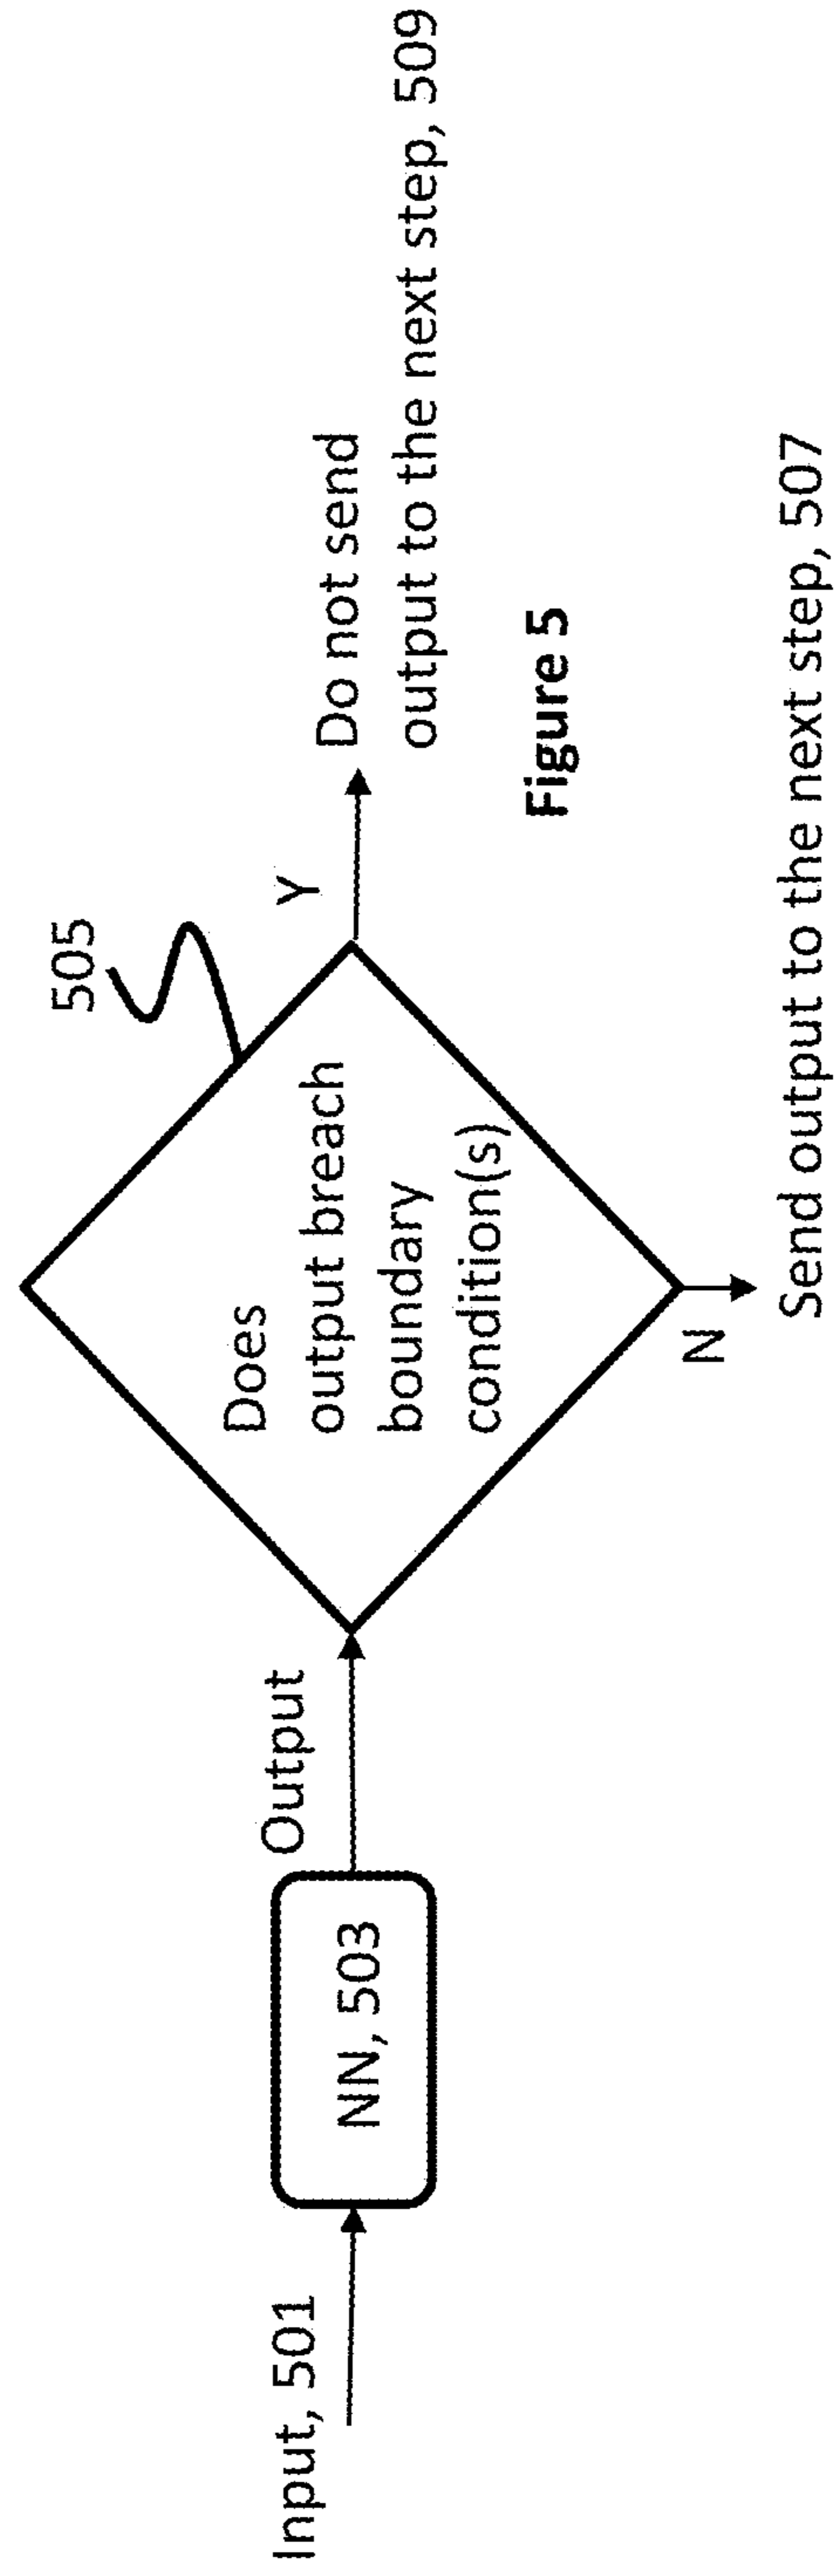 Input, 501
NN, 503
Output
505
Does
output breach
boundary
condition(s)
Y
Do not send
output to the next step, 509
N
Send output to the next step, 507
Figure 5